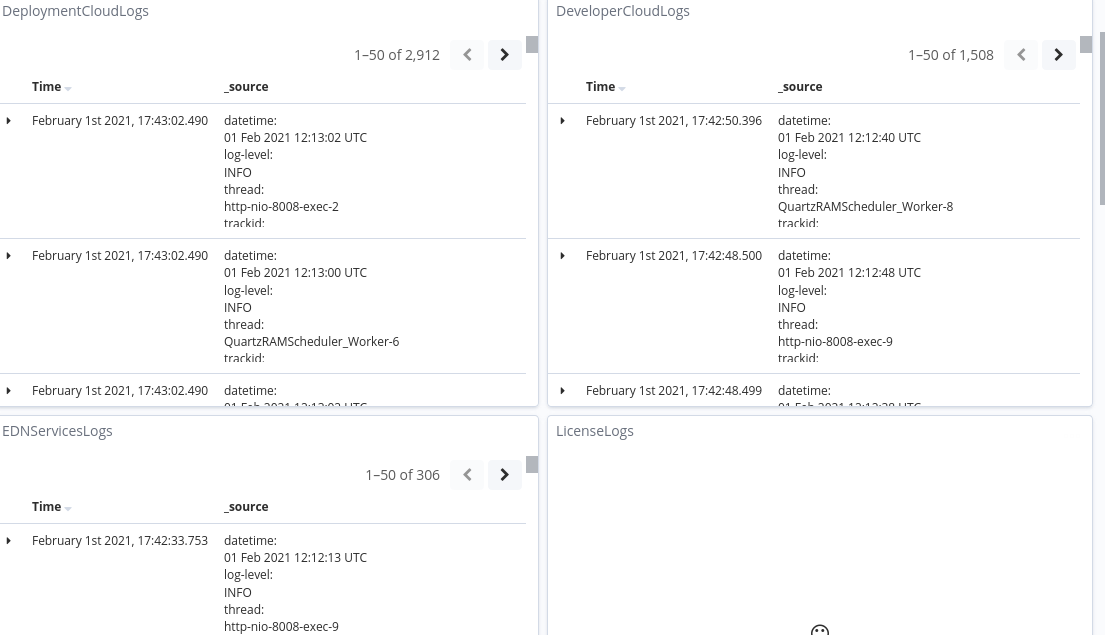 DeploymentCloudLogs
1–50 of 2,912
Time
_source
February 1st 2021, 17:43:02.490
datetime:
01 Feb 2021 12:13:02 UTC
log-level:
INFO
thread:
http-nio-8008-exec-2
trackid:
February 1st 2021, 17:43:02.490
datetime:
01 Feb 2021 12:13:00 UTC
log-level:
INFO
thread:
QuartzRAMScheduler_Worker-6
trackid:
February 1st 2021, 17:43:02.490
datetime:
DeveloperCloudLogs
1–50 of 1,508
Time
_source
February 1st 2021, 17:42:50.396
datetime:
01 Feb 2021 12:12:40 UTC
log-level:
INFO
thread:
QuartzRAMScheduler_Worker-8
trackid:
February 1st 2021, 17:42:48.500
datetime:
01 Feb 2021 12:12:48 UTC
log-level:
INFO
thread:
http-nio-8008-exec-9
trackid:
February 1st 2021, 17:42:48.499
datetime:
EDNServicesLogs
1–50 of 306
Time
_source
February 1st 2021, 17:42:33.753
datetime:
01 Feb 2021 12:12:13 UTC
log-level:
INFO
thread:
http-nio-8008-exec-9
LicenseLogs